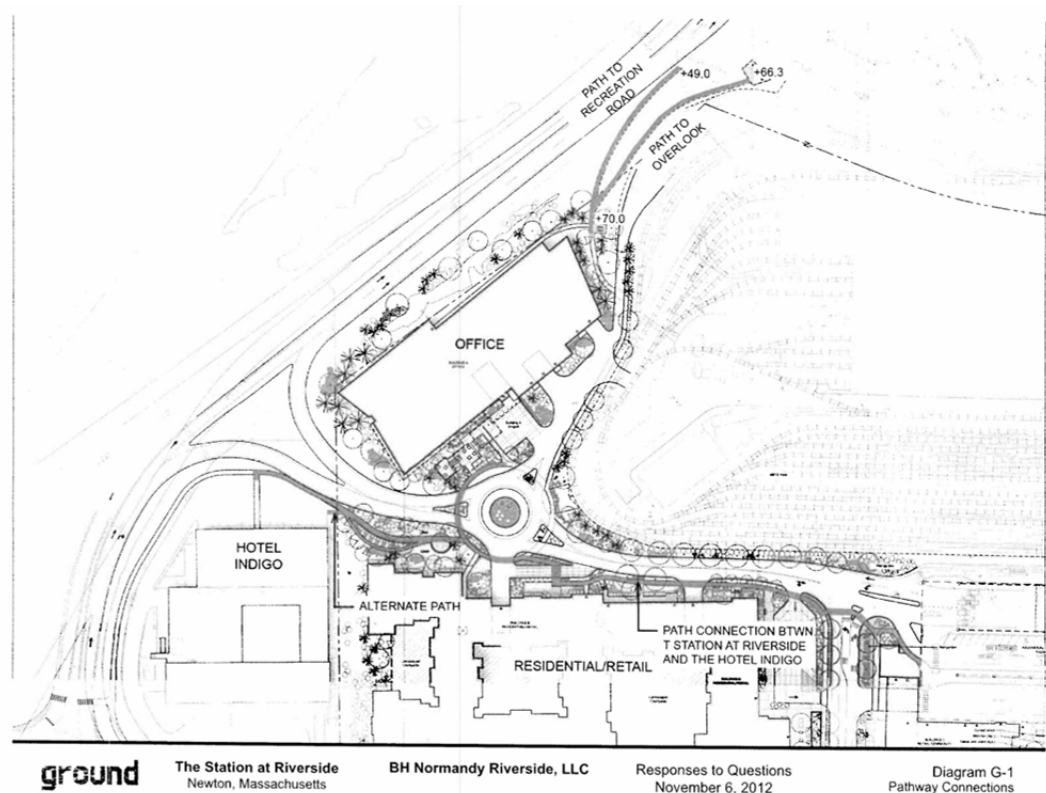 PATH TO
RECREATION
ROAD
+49.0
+66.3
PATH TO
OVERLOOK
+70.0
OFFICE
HOTEL
INDIGO
ALTERNATE PATH
PATH CONNECTION BTWN
T STATION AT RIVERSIDE
AND THE HOTEL INDIGO
RESIDENTIAL/RETAIL
ground
The Station at Riverside
Newton, Massachusetts
BH Normandy Riverside, LLC
Responses to Questions
November 6, 2012
Diagram G-1
Pathway Connections